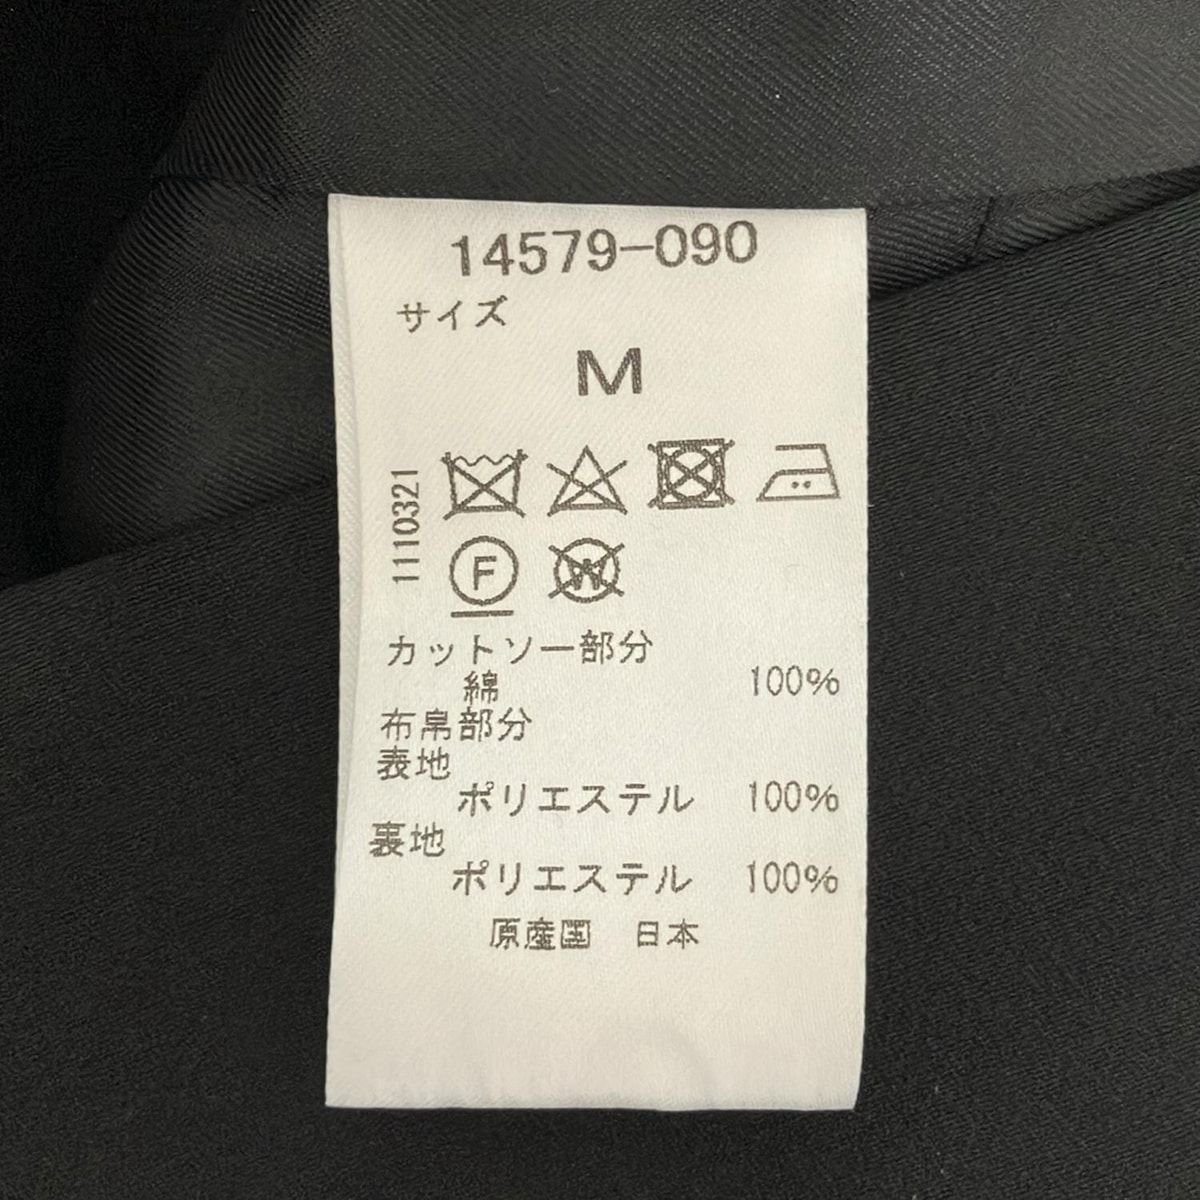 14579-090
サイズ
M
1110321
F
W
カットソー部分
綿 100%
布帛部分
表地
ポリエステル 100%
裏地
ポリエステル 100%
原産国 日本